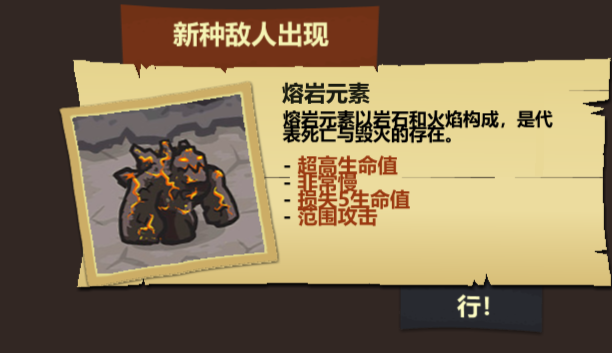 新种敌人出现
熔岩元素
熔岩元素以岩石和火焰构成，是代
表死亡与毁灭的存在。
- 超高生命值
- 非常慢
- 损失5生命值
- 范围攻击
行!